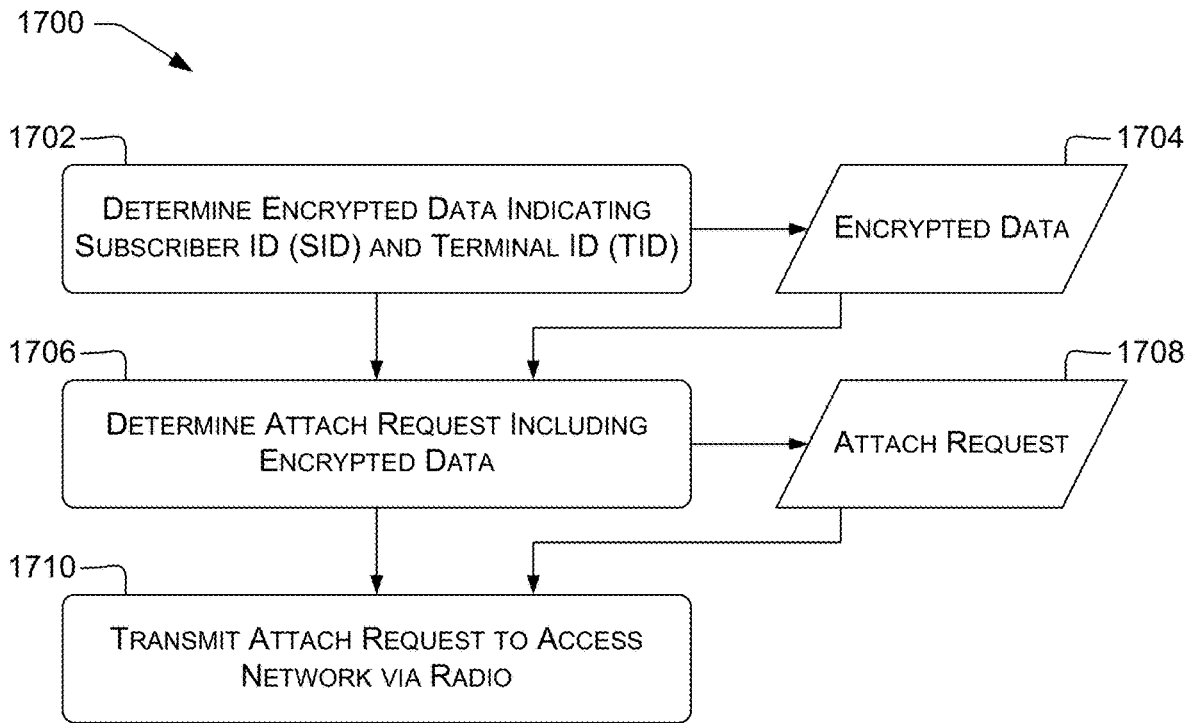 1700
1702
1704
DETERMINE ENCRYPTED DATA INDICATING
SUBSCRIBER ID (SID) AND TERMINAL ID (TID)
ENCRYPTED DATA
1706
1708
DETERMINE ATTACH REQUEST INCLUDING
ENCRYPTED DATA
ATTACH REQUEST
1710
TRANSMIT ATTACH REQUEST TO ACCESS
NETWORK VIA RADIO